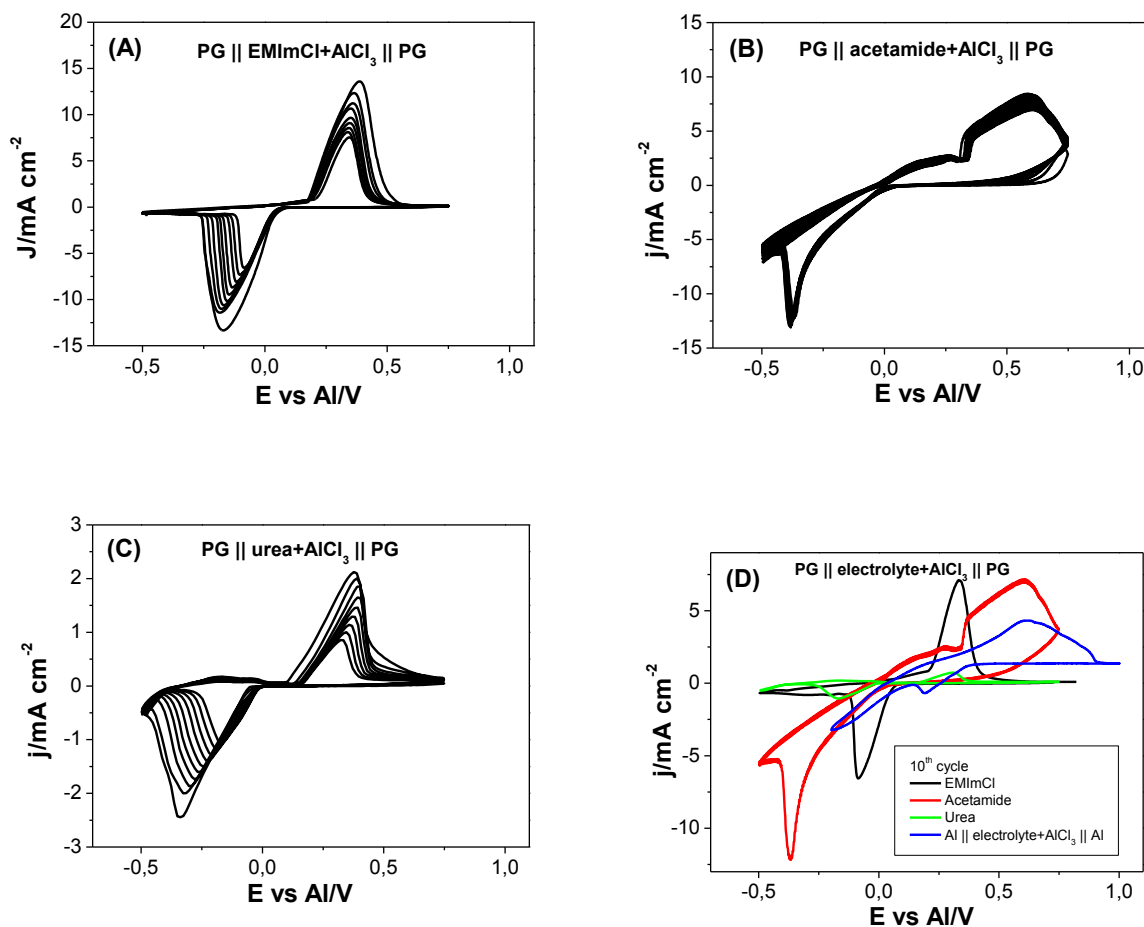 (A)
PG || EMImCl+AlCl3 || PG
20
15
10
5
0
-5
-10
-15
J/mA cm-2
-0,5 0,0 0,5 1,0
E vs Al/V
(B)
PG || acetamide+AlCl3 || PG
15
10
5
0
-5
-10
-15
j/mA cm-2
-0,5 0,0 0,5 1,0
E vs Al/V
(C)
PG || urea+AlCl3 || PG
3
2
1
0
-1
-2
-3
j/mA cm-2
-0,5 0,0 0,5 1,0
E vs Al/V
(D)
PG || electrolyte+AlCl3 || PG
5
0
-5
-10
j/mA cm-2
10th cycle
EMImCl
Acetamide
Urea
Al || electrolyte+AlCl3 || Al
-0,5 0,0 0,5 1,0
E vs Al/V